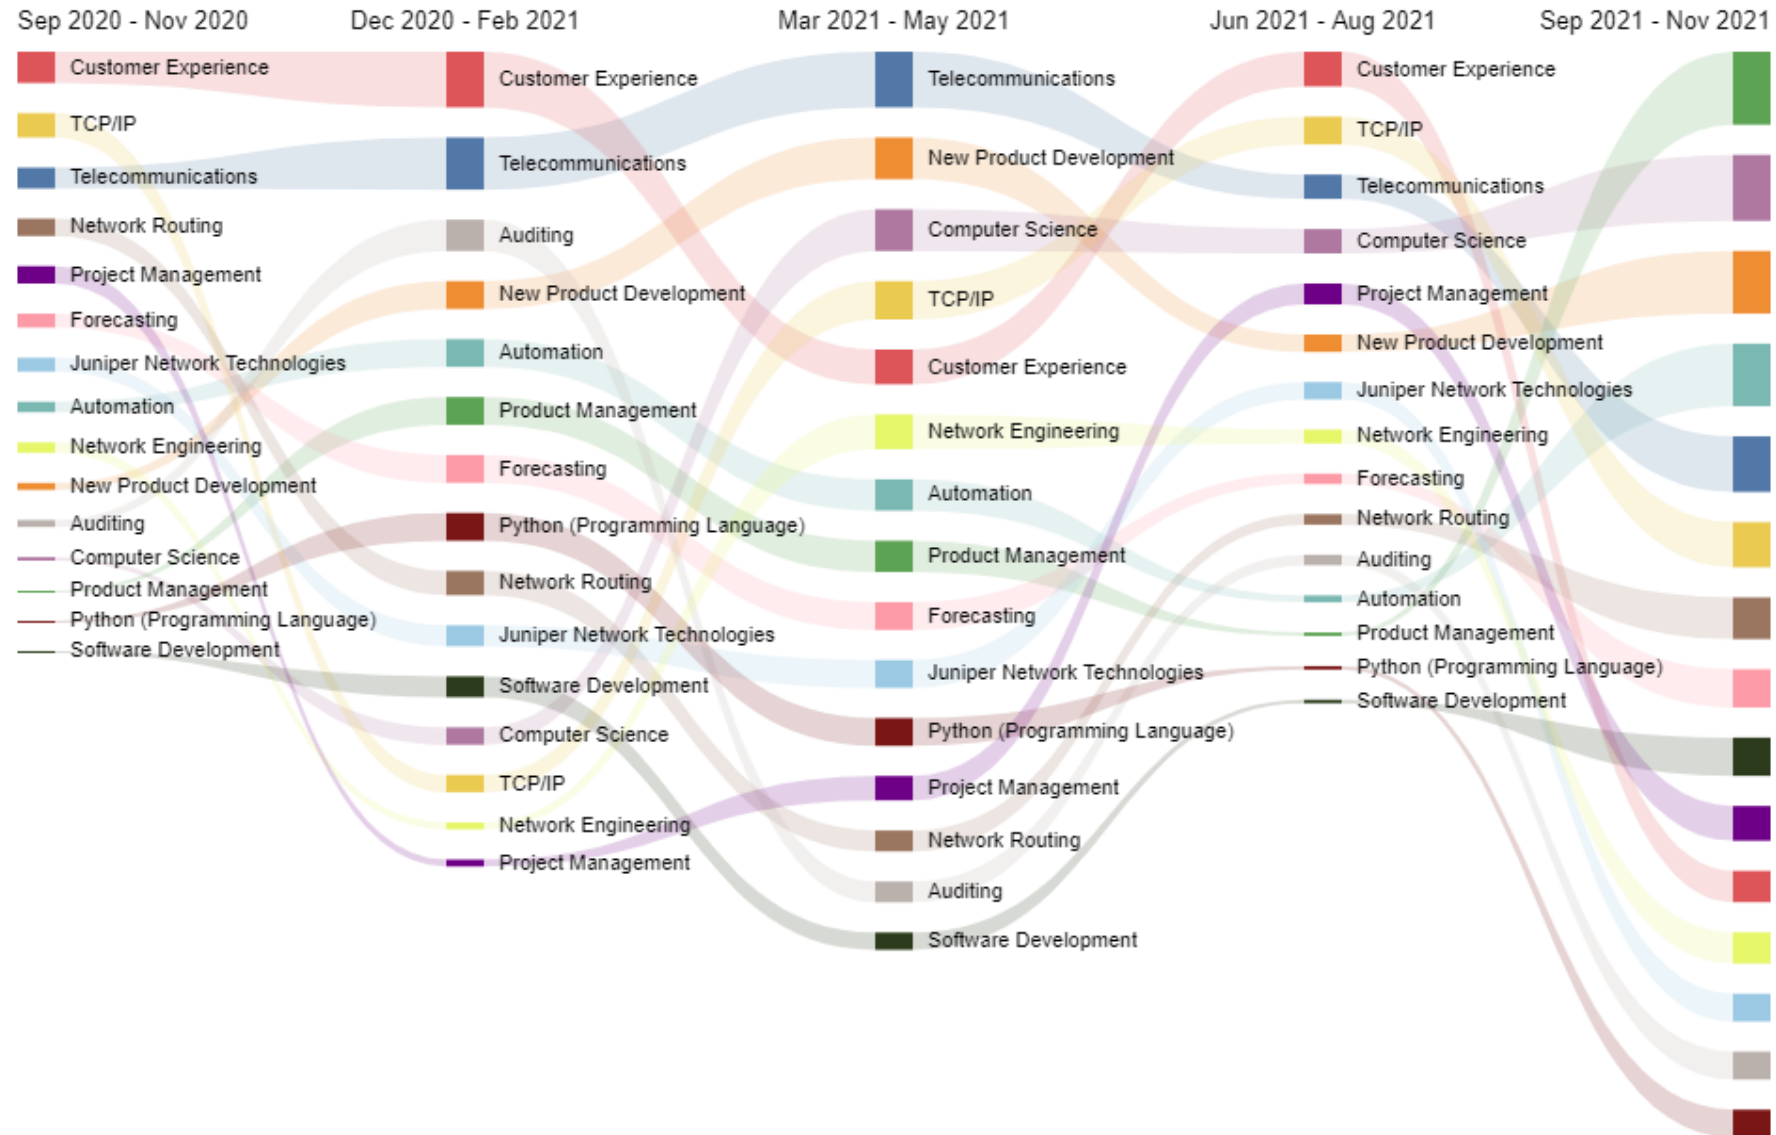 Sep 2020 - Nov 2020
Dec 2020 - Feb 2021
Mar 2021 - May 2021
Jun 2021 - Aug 2021
Sep 2021 - Nov 2021
Customer Experience
TCP/IP
Telecommunications
Network Routing
Project Management
Forecasting
Juniper Network Technologies
Automation
Network Engineering
New Product Development
Auditing
Computer Science
Product Management
Python (Programming Language)
Software Development
Customer Experience
Telecommunications
Auditing
New Product Development
Automation
Product Management
Forecasting
Python (Programming Language)
Network Routing
Juniper Network Technologies
Software Development
Computer Science
TCP/IP
Network Engineering
Project Management
Telecommunications
New Product Development
Computer Science
TCP/IP
Customer Experience
Network Engineering
Automation
Product Management
Forecasting
Juniper Network Technologies
Python (Programming Language)
Project Management
Network Routing
Auditing
Software Development
Customer Experience
TCP/IP
Telecommunications
Computer Science
Project Management
New Product Development
Juniper Network Technologies
Network Engineering
Forecasting
Network Routing
Auditing
Automation
Product Management
Python (Programming Language)
Software Development